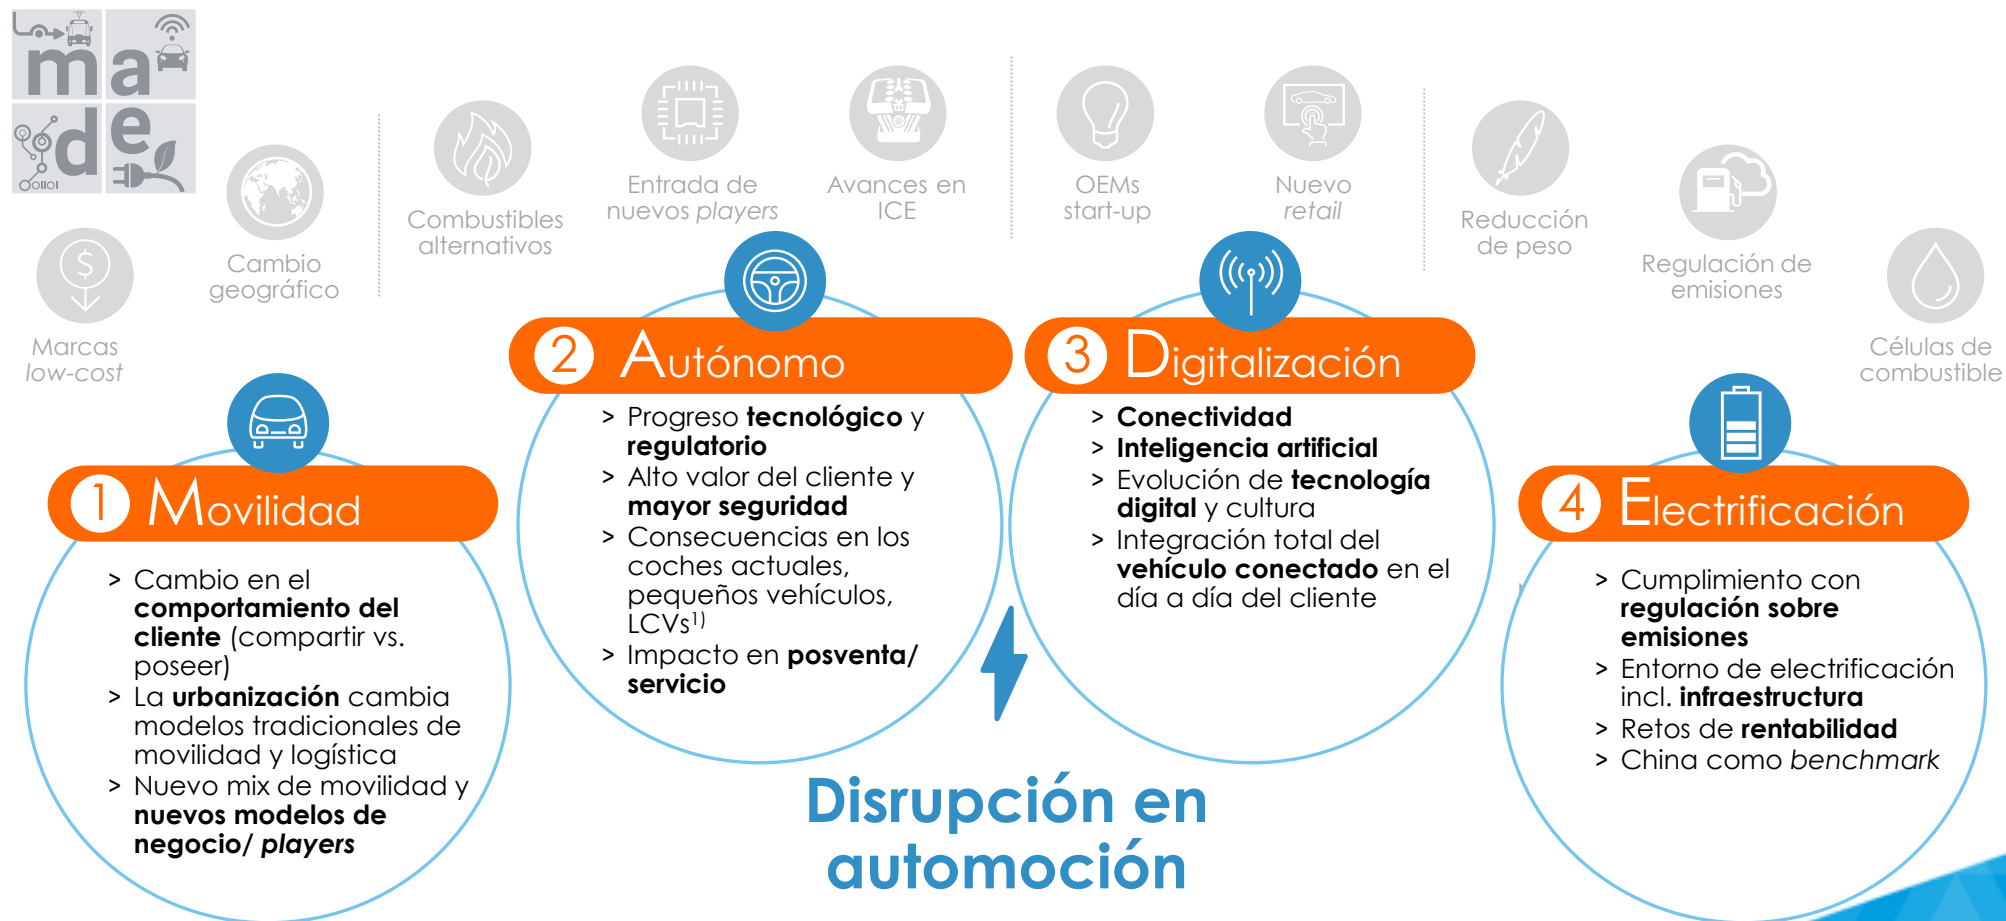 ma
de
Marcas
low-cost
Cambio
geográfico
Combustibles
alternativos
Entrada de
nuevos players
Avances en
ICE
OEMs
start-up
Nuevo
retail
Reducción
de peso
Regulación de
emisiones
Células de
combustible
1 Movilidad
> Cambio en el
comportamiento del
cliente (compartir vs.
poseer)
> La urbanización cambia
modelos tradicionales de
movilidad y logística
> Nuevo mix de movilidad y
nuevos modelos de
negocio/ players
2 Autónomo
> Progreso tecnológico y
regulatorio
> Alto valor del cliente y
mayor seguridad
> Consecuencias en los
coches actuales,
pequeños vehículos,
LCVs1)
> Impacto en posventa/
servicio
3 Digitalización
> Conectividad
> Inteligencia artificial
> Evolución de tecnología
digital y cultura
> Integración total del
vehículo conectado en el
día a día del cliente
4 Electrificación
> Cumplimiento con
regulación sobre
emisiones
> Entorno de electrificación
incl. infraestructura
> Retos de rentabilidad
> China como benchmark
Disrupción en
automoción